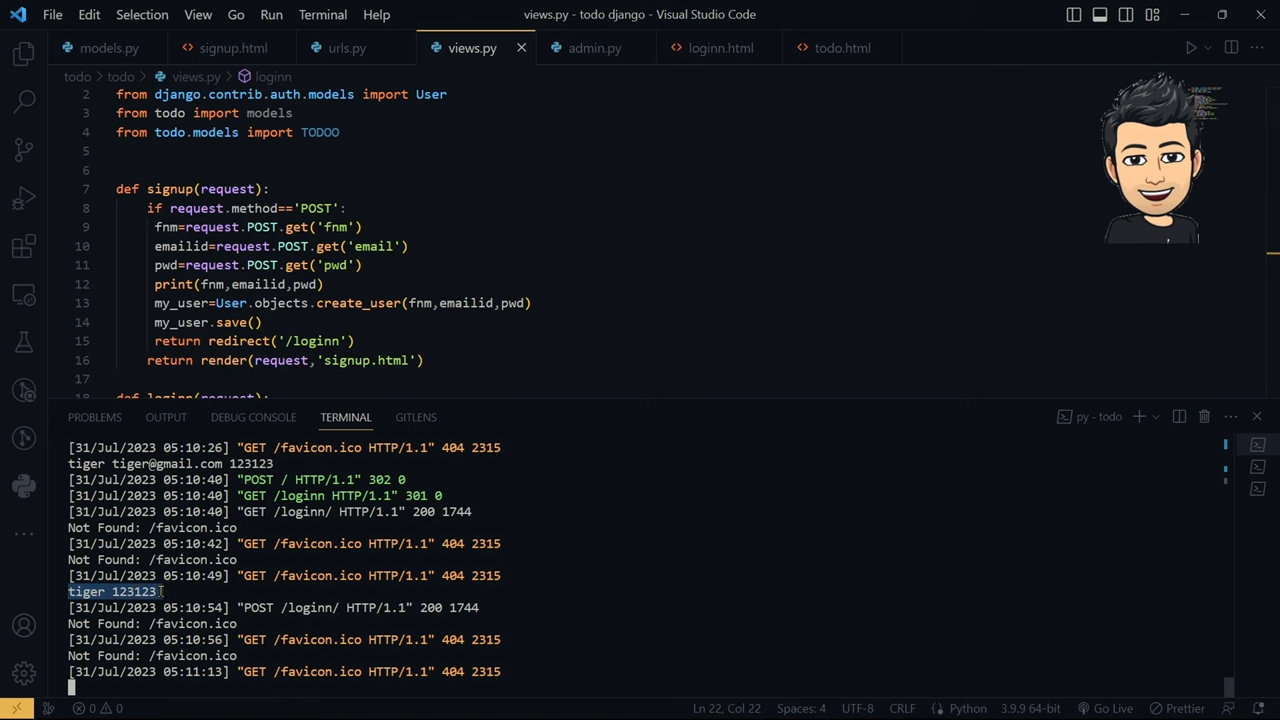 File Edit Selection View Go Run Terminal Help
views.py - todo django - Visual Studio Code
models.py signup.html urls.py views.py admin.py loginn.html todo.html
todo > todo > views.py > loginn
2 from django.contrib.auth.models import User
3 from todo import models
4 from todo.models import TODOO
5
6
7 def signup(request):
8 if request.method=='POST':
9 fnm=request.POST.get('fnm')
10 emailid=request.POST.get('email')
11 pwd=request.POST.get('pwd')
12 print(fnm,emailid,pwd)
13 my_user=User.objects.create_user(fnm,emailid,pwd)
14 my_user.save()
15 return redirect('/loginn')
16 return render(request,'signup.html')
17
18 def loginn(request):
PROBLEMS OUTPUT DEBUG CONSOLE TERMINAL GITLENS
py - todo
[31/Jul/2023 05:10:26] "GET /favicon.ico HTTP/1.1" 404 2315
tiger tiger@gmail.com 123123
[31/Jul/2023 05:10:40] "POST / HTTP/1.1" 302 0
[31/Jul/2023 05:10:40] "GET /loginn HTTP/1.1" 301 0
[31/Jul/2023 05:10:40] "GET /loginn/ HTTP/1.1" 200 1744
Not Found: /favicon.ico
[31/Jul/2023 05:10:42] "GET /favicon.ico HTTP/1.1" 404 2315
Not Found: /favicon.ico
[31/Jul/2023 05:10:49] "GET /favicon.ico HTTP/1.1" 404 2315
tiger 123123
[31/Jul/2023 05:10:54] "POST /loginn/ HTTP/1.1" 200 1744
Not Found: /favicon.ico
[31/Jul/2023 05:10:56] "GET /favicon.ico HTTP/1.1" 404 2315
Not Found: /favicon.ico
[31/Jul/2023 05:11:13] "GET /favicon.ico HTTP/1.1" 404 2315
0 0 Ln 22, Col 22 Spaces: 4 UTF-8 CRLF Python 3.9.9 64-bit Go Live Prettier